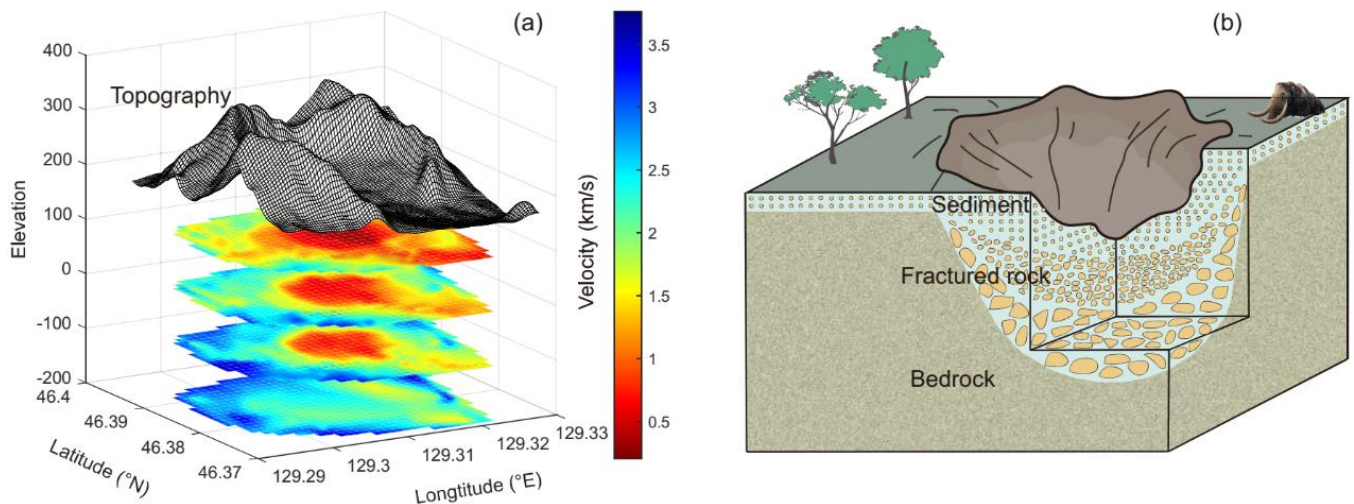 (a)
Topography
Elevation
400
300
200
100
0
-100
-200
46.4
46.39
46.38
46.37
Latitude (°N)
129.29
129.3
129.31
129.32
129.33
Longtitude (°E)
Velocity (km/s)
3.5
3
2.5
2
1.5
1
0.5
(b)
Sediment
Fractured rock
Bedrock